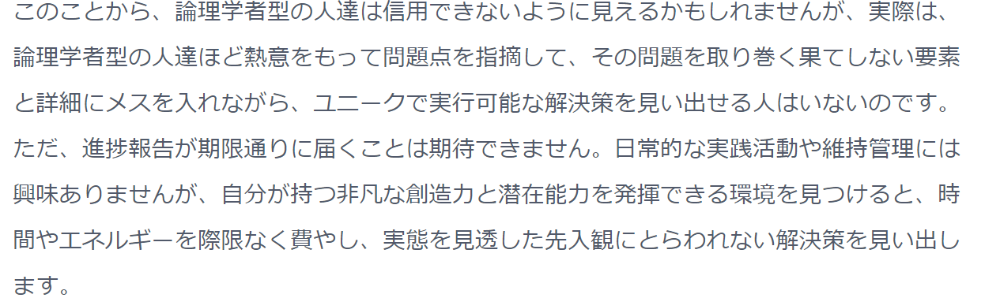 このことから、論理学者型の人達は信用できないように見えるかもしれませんが、実際は、
論理学者型の人達ほど熱意をもって問題点を指摘して、その問題を取り巻く果てしない要素
と詳細にメスを入れながら、ユニークで実行可能な解決策を見い出せる人はいないのです。
ただ、進捗報告が期限通りに届くことは期待できません。日常的な実践活動や維持管理には
興味ありませんが、自分が持つ非凡な創造力と潜在能力を発揮できる環境を見つけると、時
間やエネルギーを際限なく費やし、実態を見透した先入観にとらわれない解決策を見い出し
ます。